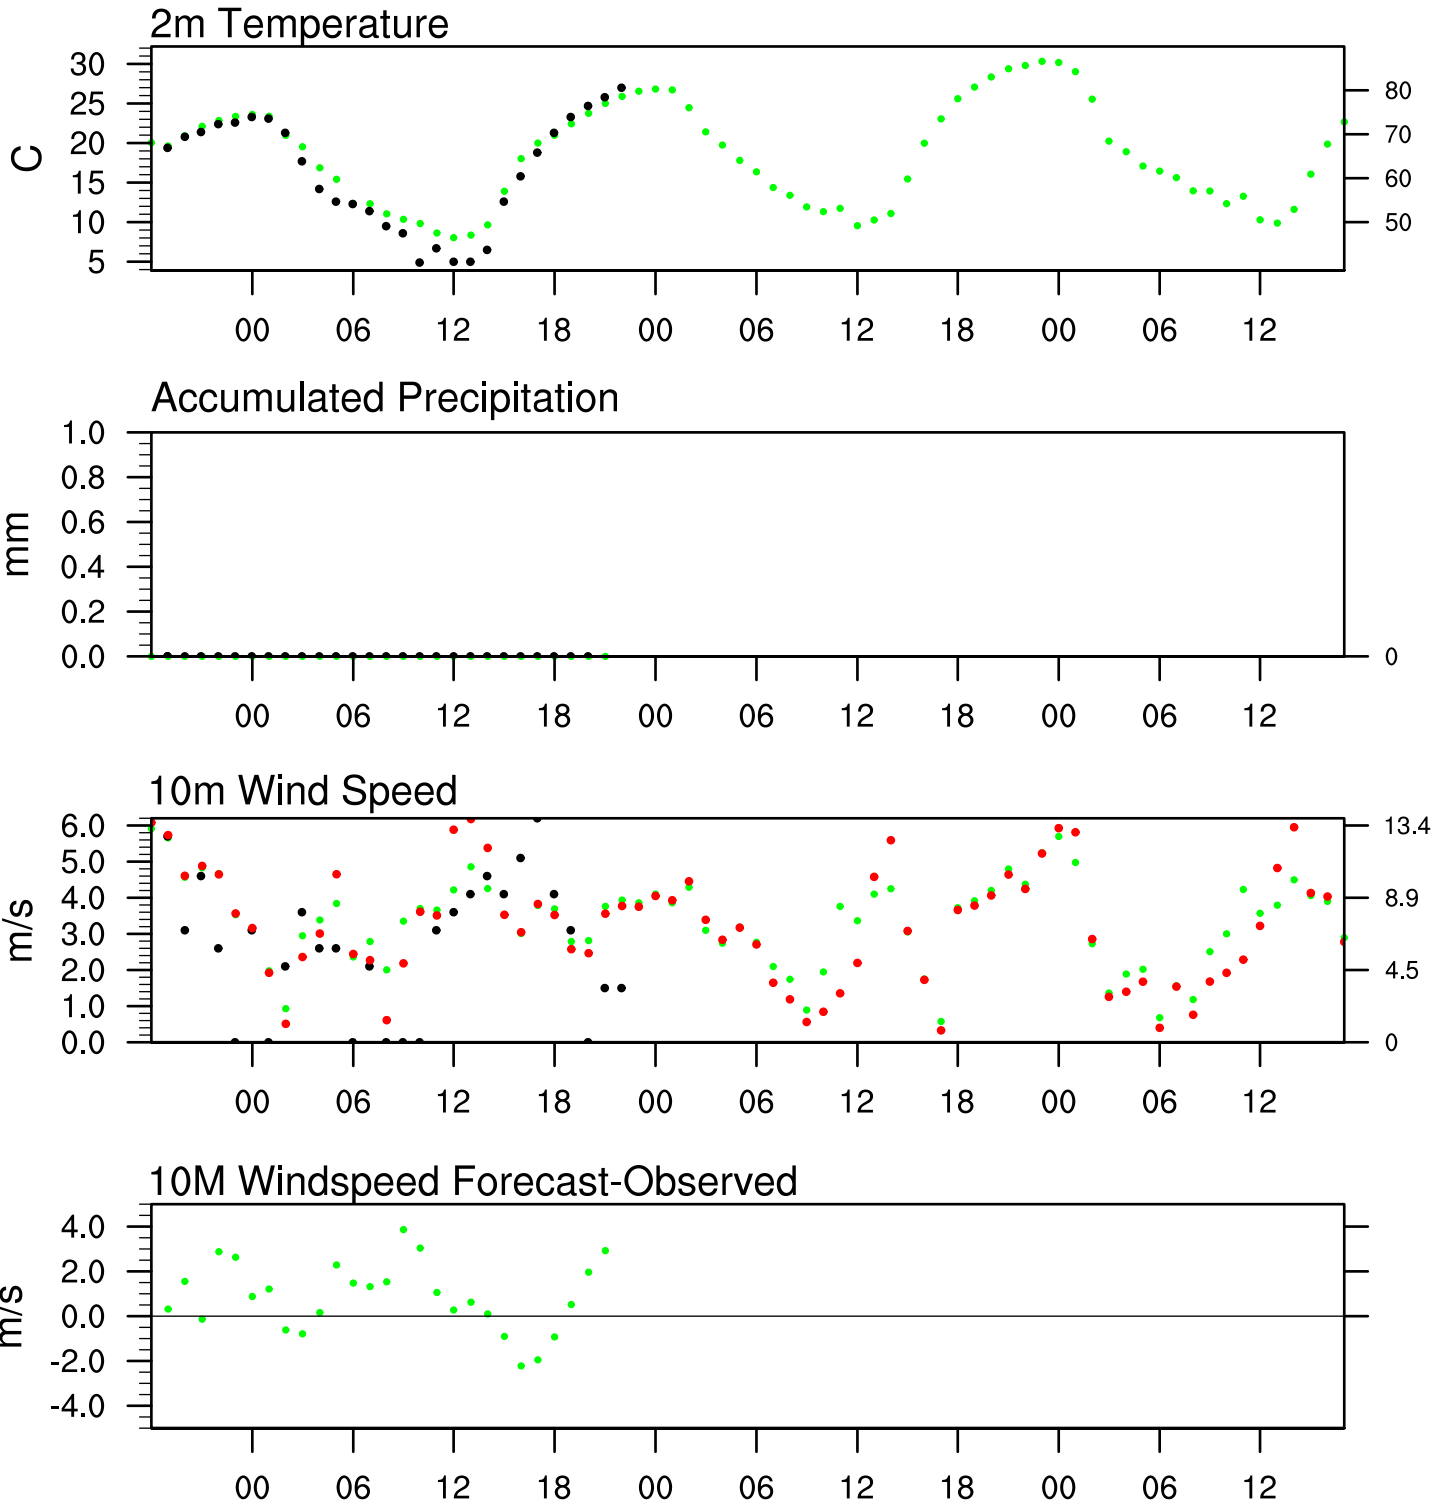 2m Temperature
30
25
20
15
10
5
C
80
70
60
50
00 06 12 18 00 06 12 18 00 06 12
Accumulated Precipitation
1.0
0.8
0.6
0.4
0.2
0.0
mm
0
00 06 12 18 00 06 12 18 00 06 12
10m Wind Speed
6.0
5.0
4.0
3.0
2.0
1.0
0.0
m/s
13.4
8.9
4.5
0
00 06 12 18 00 06 12 18 00 06 12
10M Windspeed Forecast-Observed
4.0
2.0
0.0
-2.0
-4.0
m/s
00 06 12 18 00 06 12 18 00 06 12